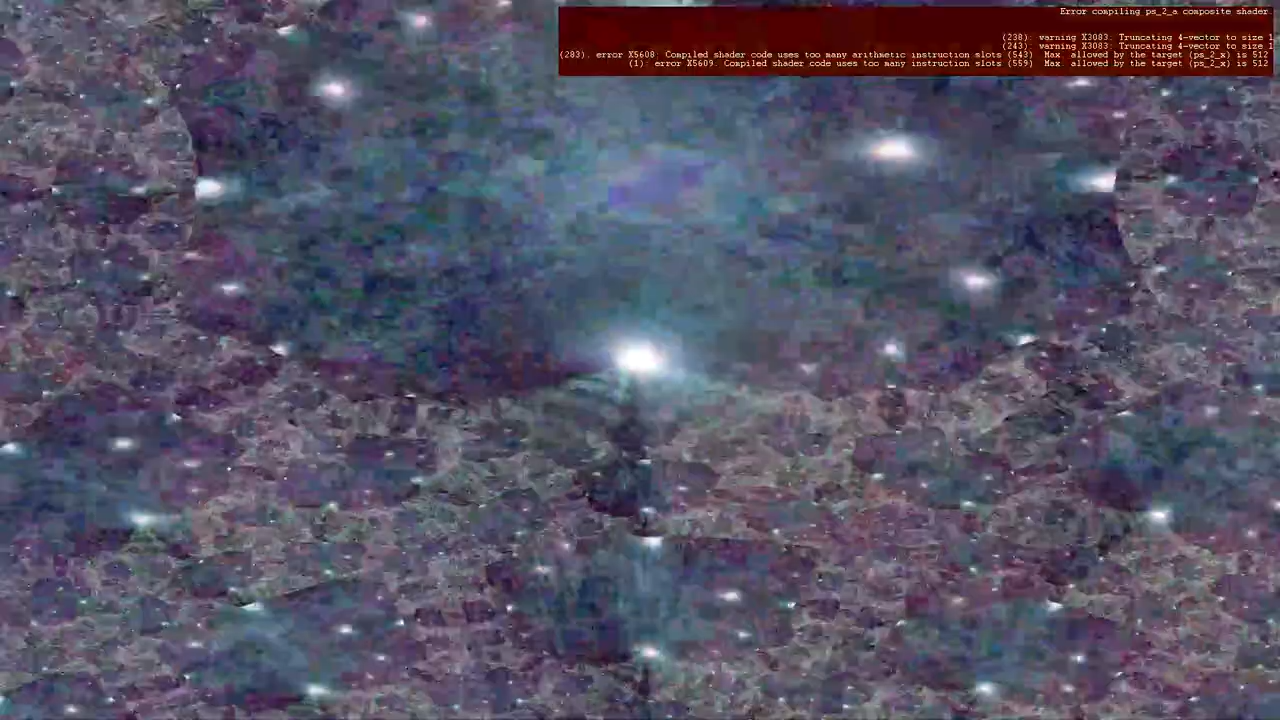 Error compiling ps_2_a composite shader
(238): warning X3083: Truncating 4-vector to size 1
(243): warning X3083: Truncating 4-vector to size 1
(283): error X5608: Compiled shader code uses too many arithmetic instruction slots (543) Max allowed by the target (ps_2_x) is 512
(1): error X5609: Compiled shader code uses too many instruction slots (559) Max allowed by the target (ps_2_x) is 512